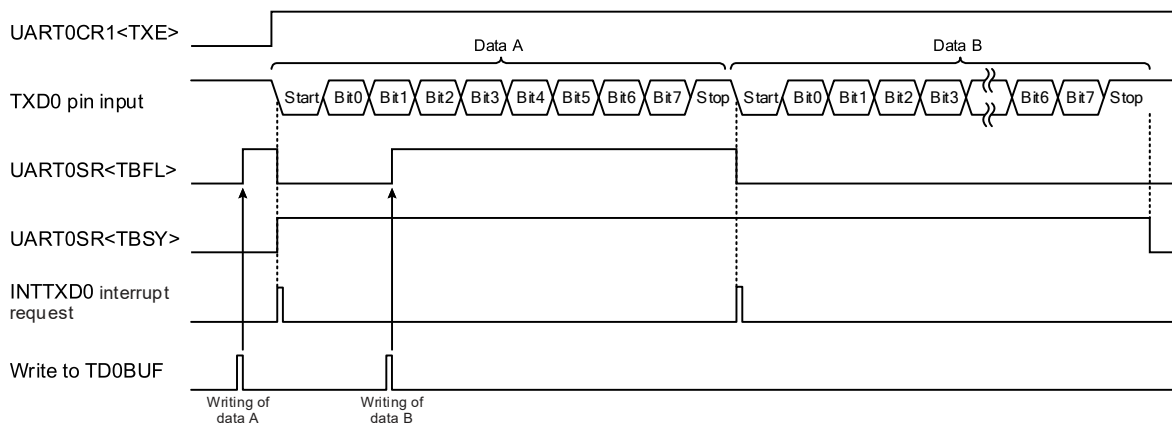 UART0CR1<TXE>
Data A
Data B
TXD0 pin input
Start Bit0 Bit1 Bit2 Bit3 Bit4 Bit5 Bit6 Bit7 Stop Start Bit0 Bit1 Bit2 Bit3 Bit6 Bit7 Stop
UART0SR<TBFL>
UART0SR<TBSY>
INTTXD0 interrupt
request
Write to TD0BUF
Writing of
data A
Writing of
data B